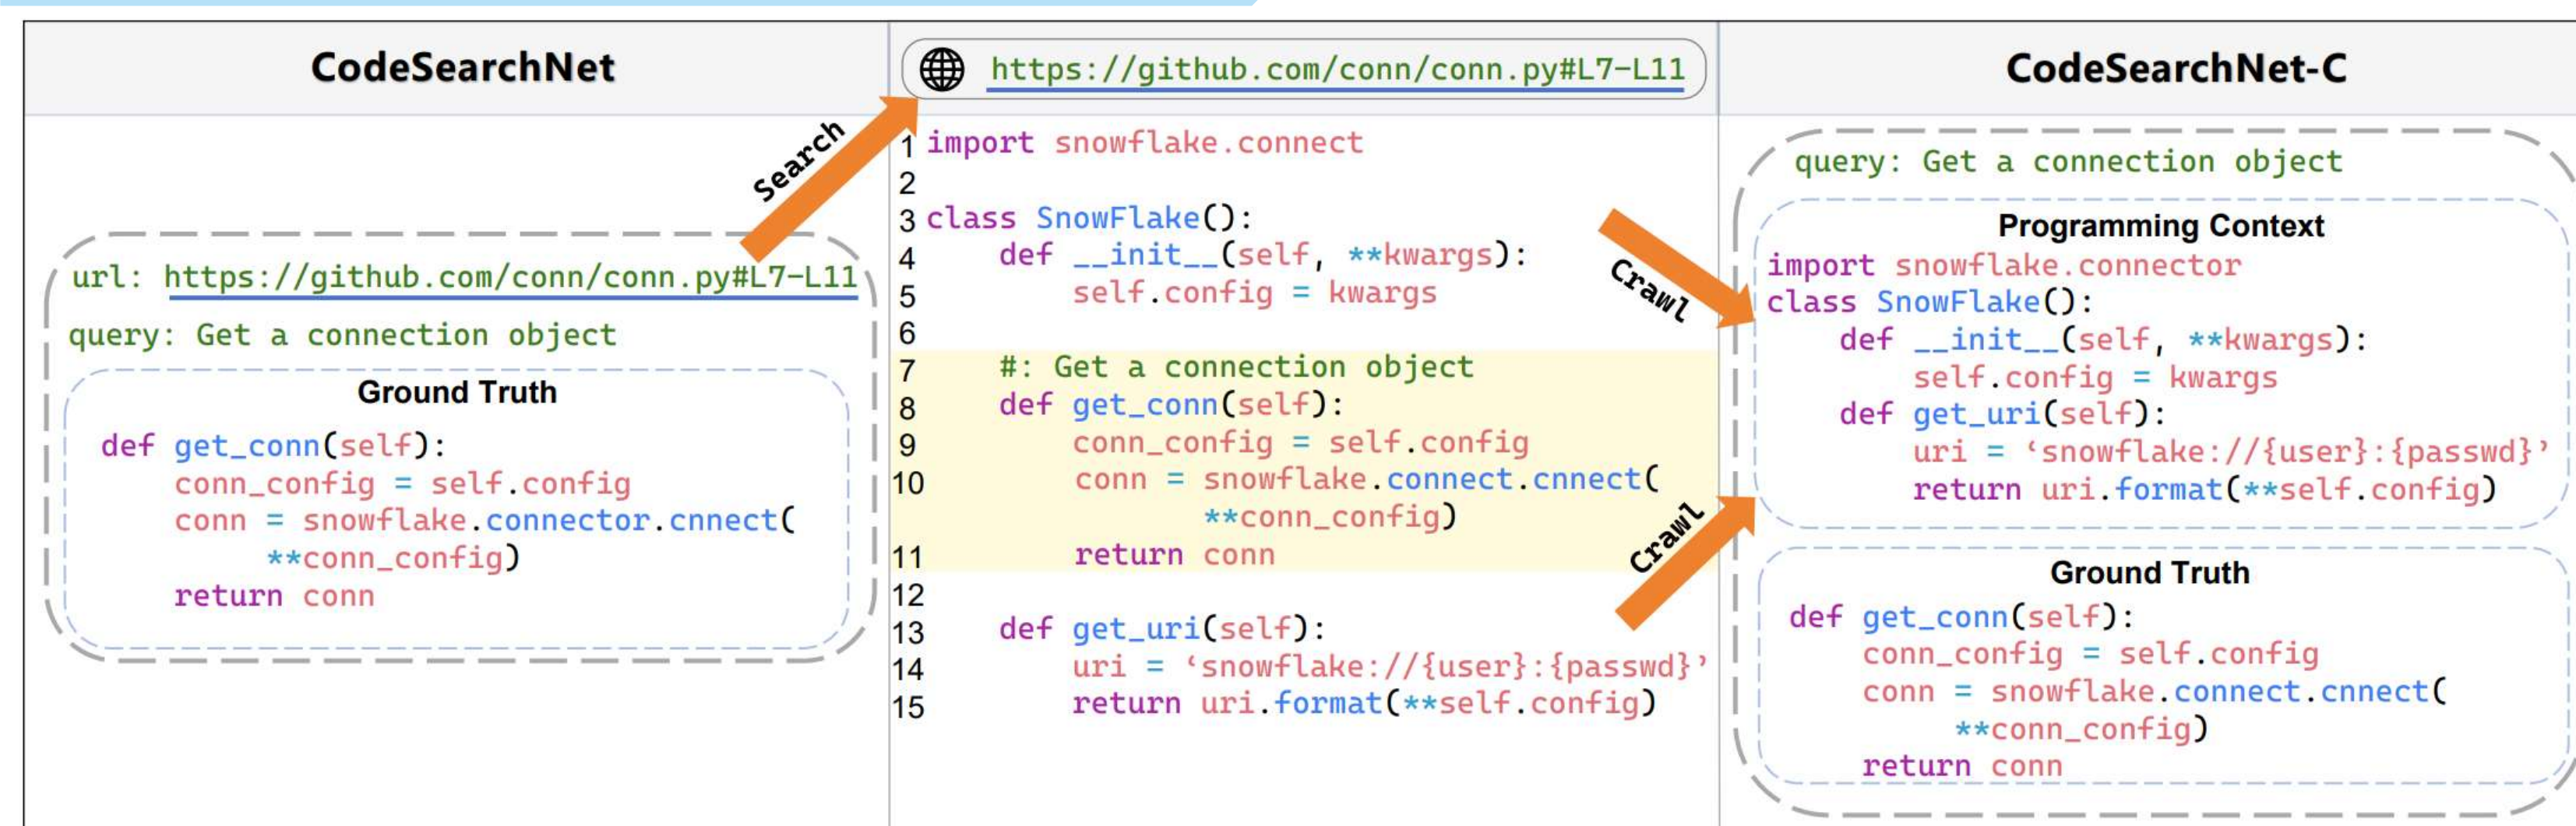 CodeSearchNet
url: https://github.com/conn/conn.py#L7-L11
query: Get a connection object
Ground Truth
def get_conn(self):
conn_config = self.config
conn = snowflake.connector.cnnect(
**conn_config)
return conn
Search
https://github.com/conn/conn.py#L7-L11
1 import snowflake.connect
2
3 class SnowFlake():
4 def __init__(self, **kwargs):
5 self.config = kwargs
6
7 #: Get a connection object
8 def get_conn(self):
9 conn_config = self.config
10 conn = snowflake.connect.cnnect(
**conn_config)
11 return conn
12
13 def get_uri(self):
14 uri = ‘snowflake://{user}:{passwd}’
15 return uri.format(**self.config)
Crawl
Crawl
CodeSearchNet-C
query: Get a connection object
Programming Context
import snowflake.connector
class SnowFlake():
def __init__(self, **kwargs):
self.config = kwargs
def get_uri(self):
uri = ‘snowflake://{user}:{passwd}’
return uri.format(**self.config)
Ground Truth
def get_conn(self):
conn_config = self.config
conn = snowflake.connect.cnnect(
**conn_config)
return conn